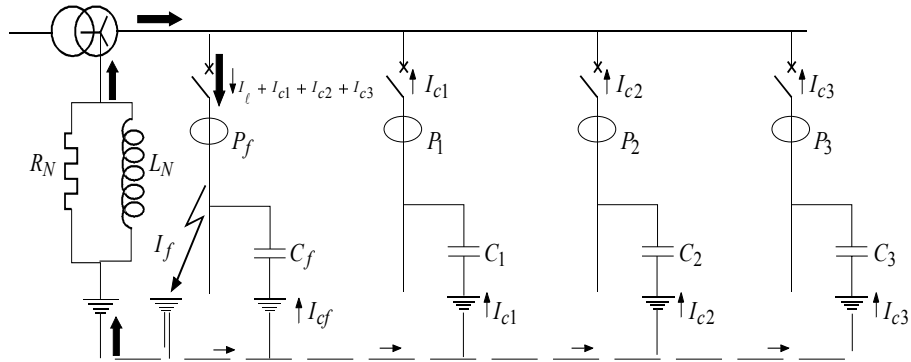 I_ℓ + I_c1 + I_c2 + I_c3
I_c1
I_c2
I_c3
P_f
P_1
P_2
P_3
R_N
L_N
I_f
C_f
C_1
C_2
C_3
I_cf
I_c1
I_c2
I_c3